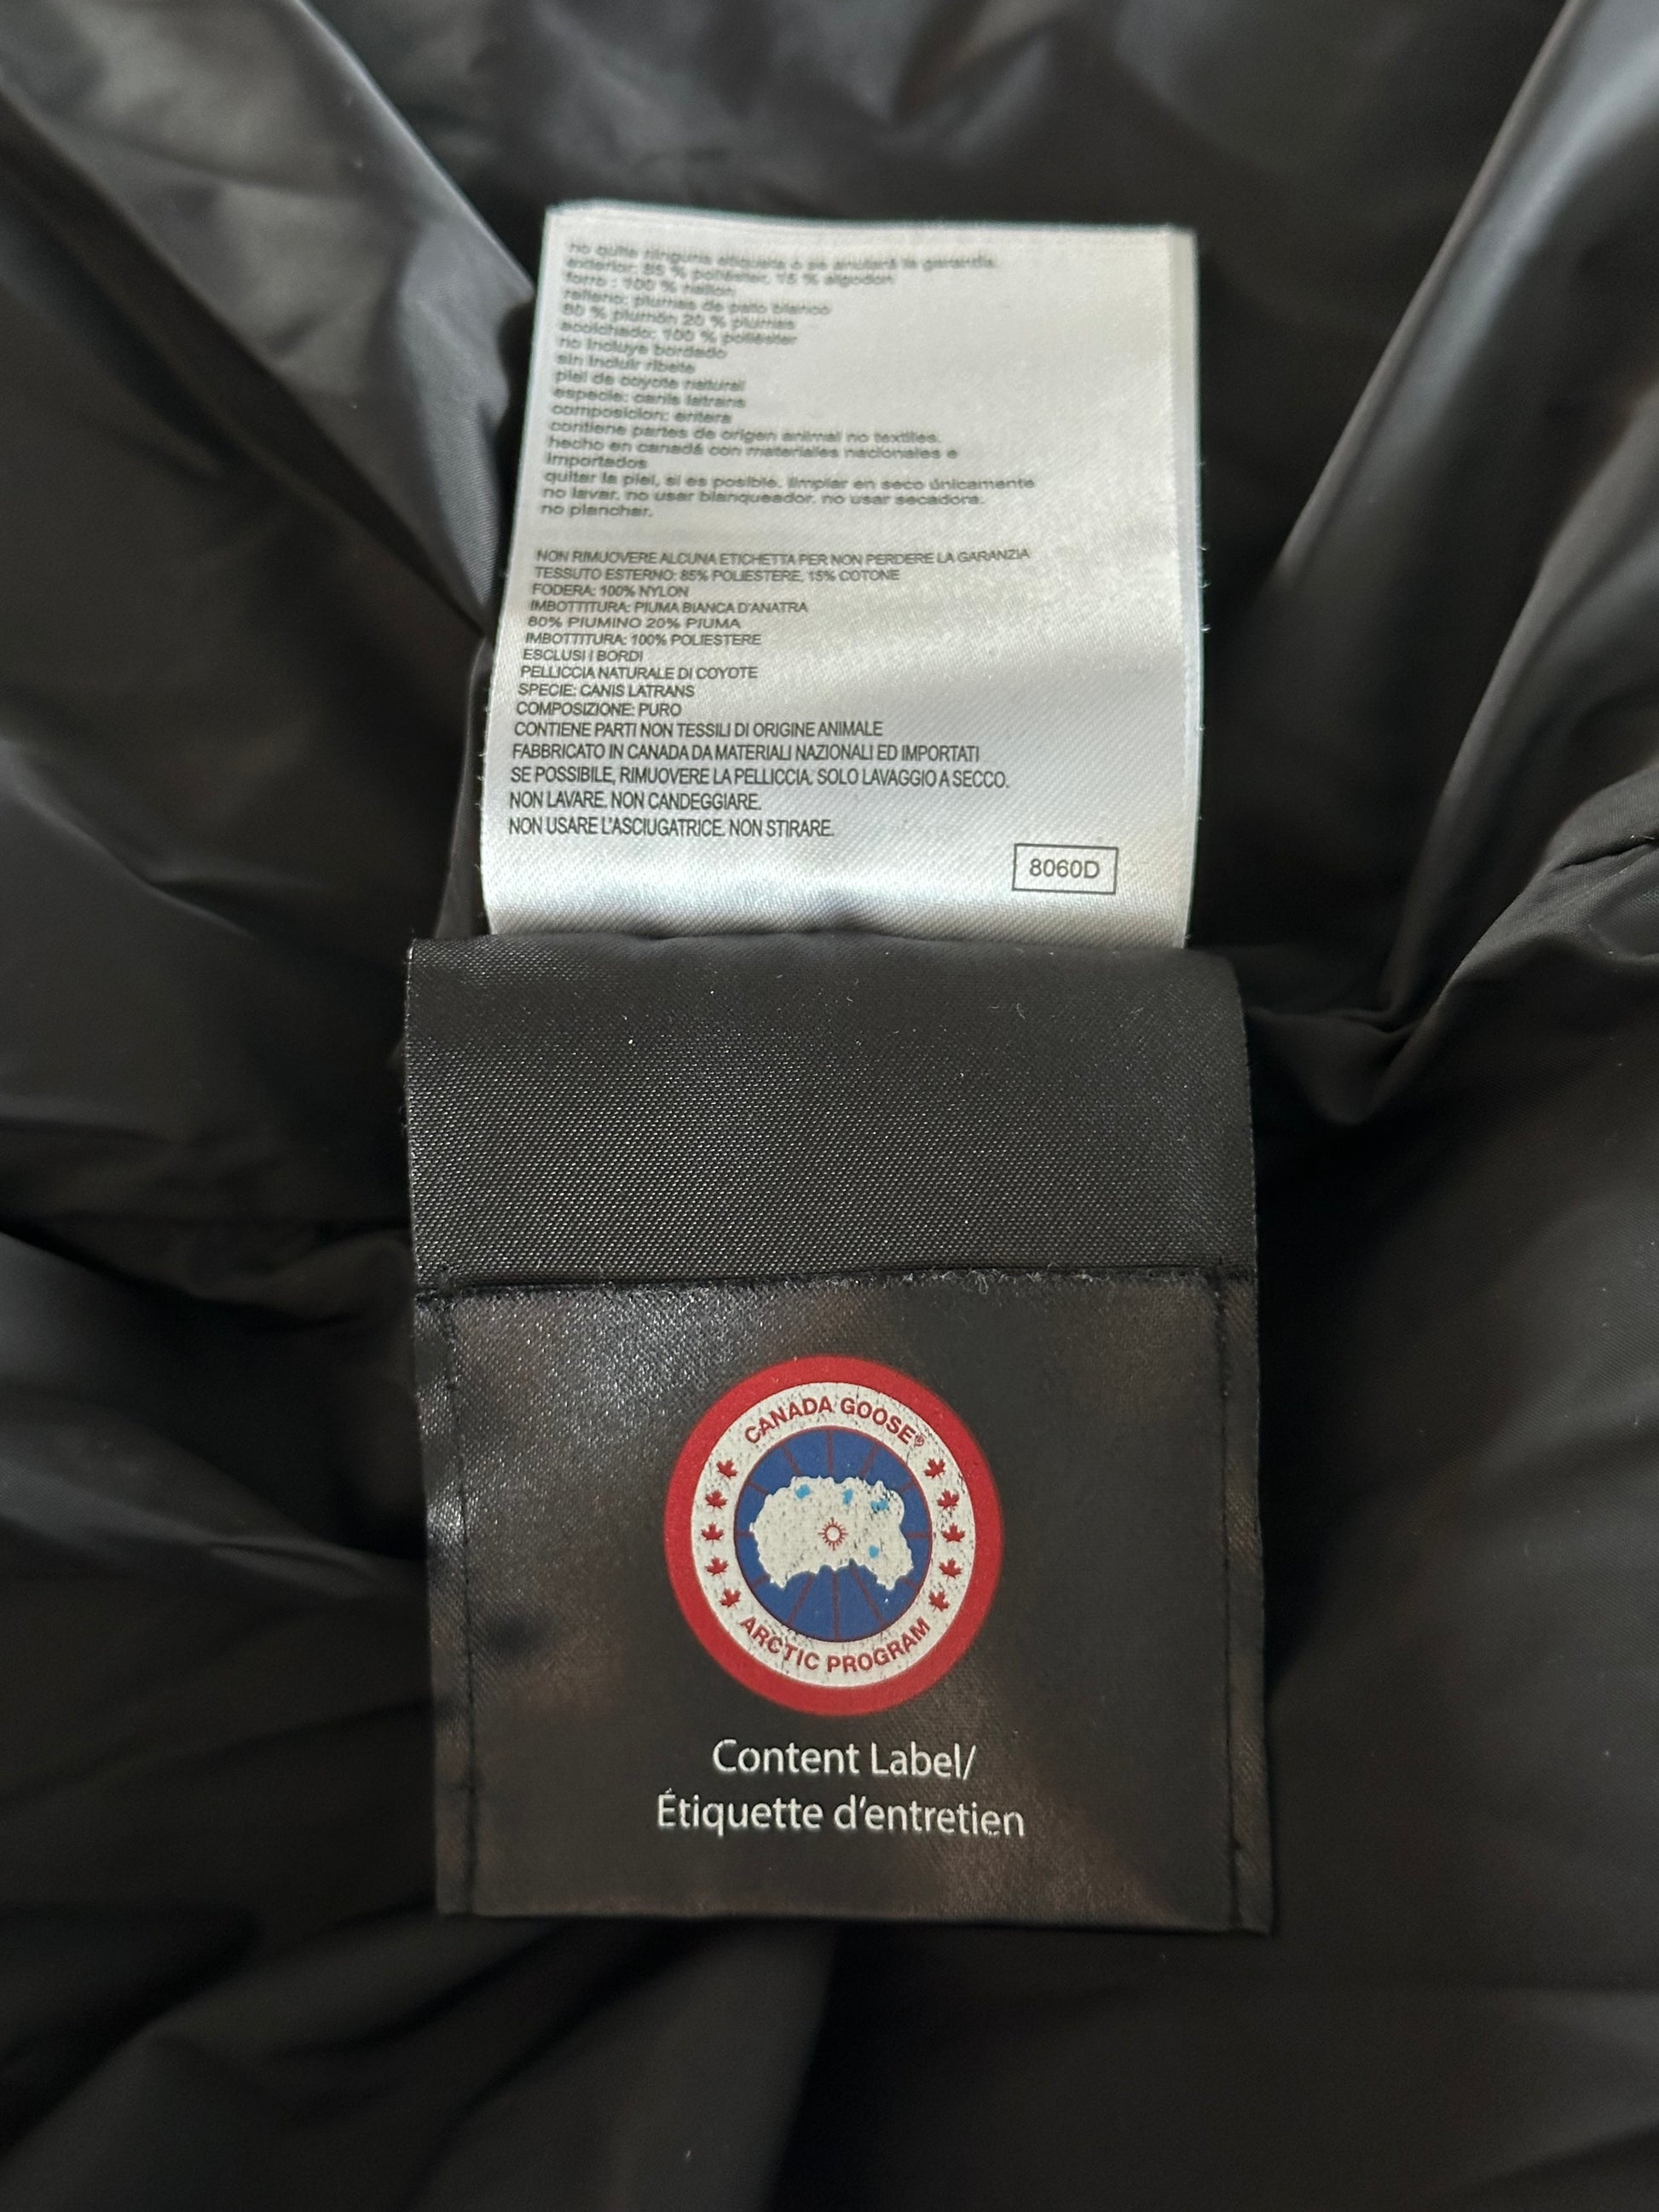 no quite ninguna etiqueta o se anulará la garantía.
exterior: 85 % poliéster, 15 % algodon
forro : 100 % nailon
relleno: plumas de pato blanco
80 % plumón 20 % plumas
acolchado: 100 % poliéster
no incluye bordado
sin incluir ribete
piel de coyote natural
especie: canis latrans
composicion: entera
contiene partes de origen animal no textiles.
hecho en canadá con materiales nacionales e
importados
quitar la piel, si es posible. limpiar en seco únicamente
no lavar. no usar blanqueador. no usar secadora.
no planchar.
NON RIMUOVERE ALCUNA ETICHETTA PER NON PERDERE LA GARANZIA
TESSUTO ESTERNO: 85% POLIESTERE, 15% COTONE
FODERA: 100% NYLON
IMBOTTITURA: PIUMA BIANCA D'ANATRA
80% PIUMINO 20% PIUMA
IMBOTTITURA: 100% POLIESTERE
ESCLUSI I BORDI
PELLICCIA NATURALE DI COYOTE
SPECIE: CANIS LATRANS
COMPOSIZIONE: PURO
CONTIENE PARTI NON TESSILI DI ORIGINE ANIMALE
FABBRICATO IN CANADA DA MATERIALI NAZIONALI ED IMPORTATI
SE POSSIBILE, RIMUOVERE LA PELLICCIA. SOLO LAVAGGIO A SECCO.
NON LAVARE. NON CANDEGGIARE.
NON USARE L'ASCIUGATRICE. NON STIRARE.
8060D
CANADA GOOSE®
ARCTIC PROGRAM
Content Label/
Étiquette d'entretien